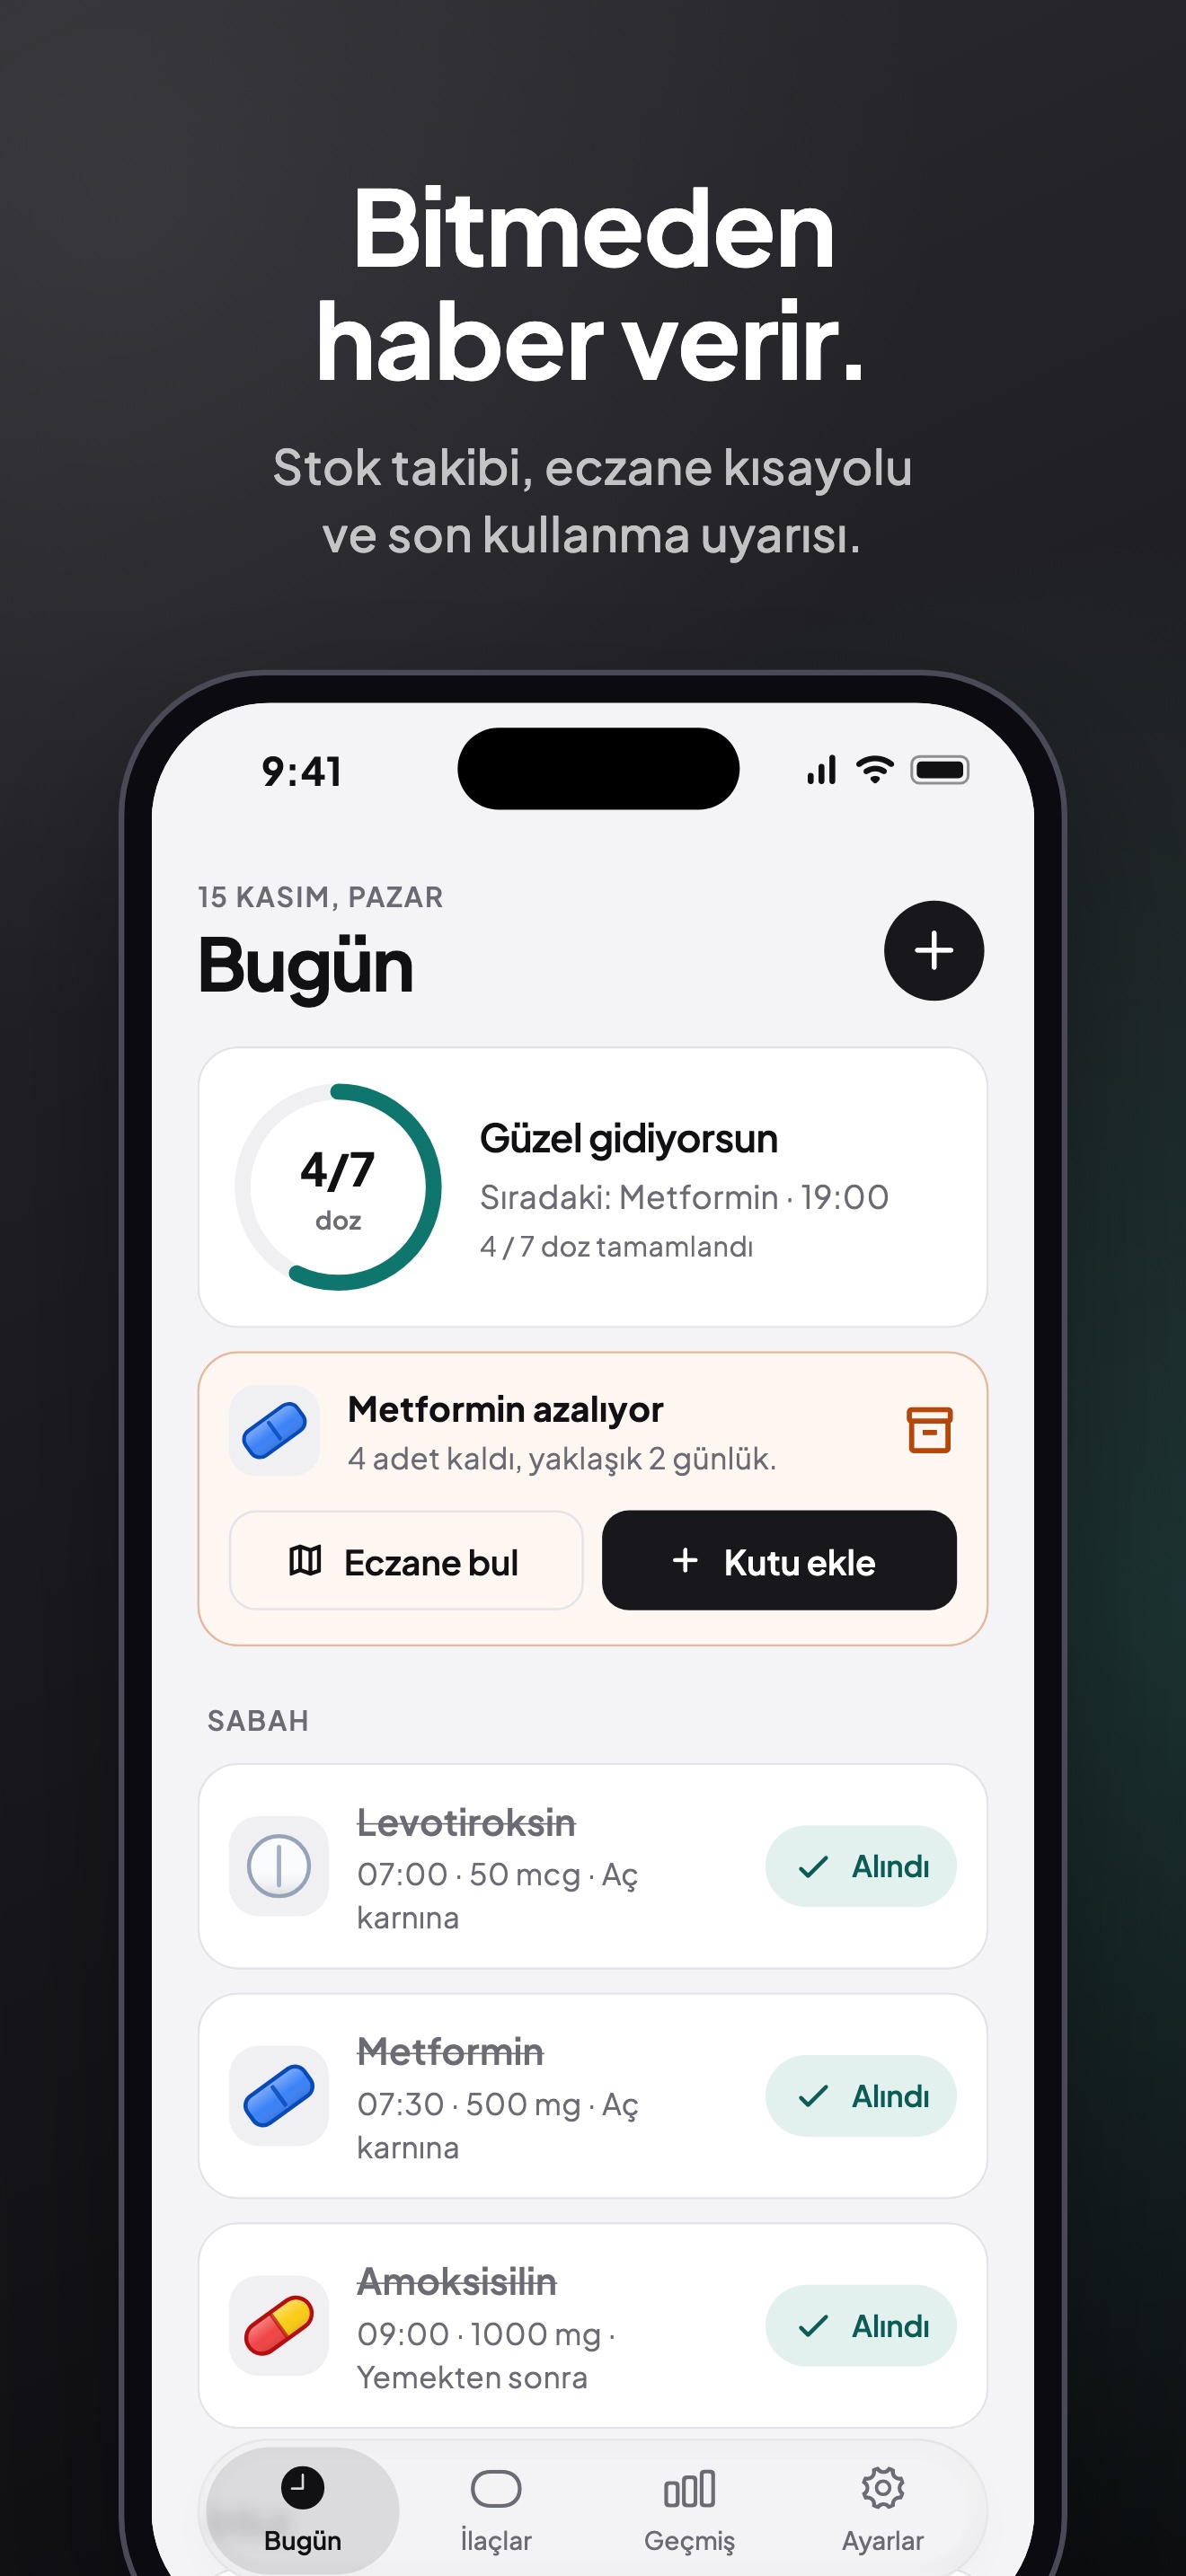 Bitmeden
haber verir.
Stok takibi, eczane kısayolu
ve son kullanma uyarısı.
9:41
15 KASIM, PAZAR
Bugün
4/7
doz
Güzel gidiyorsun
Sıradaki: Metformin · 19:00
4 / 7 doz tamamlandı
Metformin azalıyor
4 adet kaldı, yaklaşık 2 günlük.
Eczane bul
Kutu ekle
SABAH
Levotiroksin
07:00 · 50 mcg · Aç
karnına
Alındı
Metformin
07:30 · 500 mg · Aç
karnına
Alındı
Amoksisilin
09:00 · 1000 mg ·
Yemekten sonra
Alındı
Bugün
İlaçlar
Geçmiş
Ayarlar